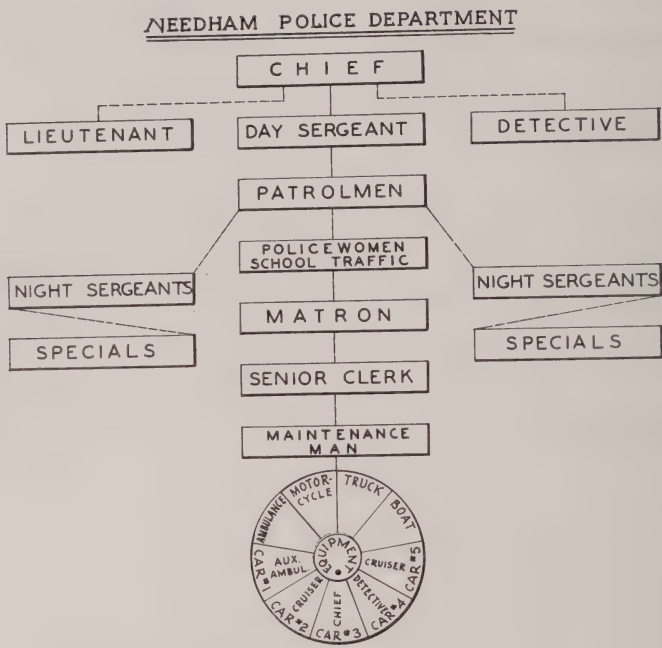 NEEDHAM POLICE DEPARTMENT
CHIEF
LIEUTENANT
DAY SERGEANT
DETECTIVE
PATROLMEN
POLICEWOMEN
SCHOOL TRAFFIC
NIGHT SERGEANTS
NIGHT SERGEANTS
MATRON
SPECIALS
SPECIALS
SENIOR CLERK
MAINTENANCE
MAN
MOTOR-
CYCLE
TRUCK
BOAT
CRUISER
CAR #5
DETECTIVE
CAR #4
CHIEF
CAR #3
CRUISER
CAR #2
AUX.
AMBUL.
CAR #1
AMBULANCE
EQUIPMENT